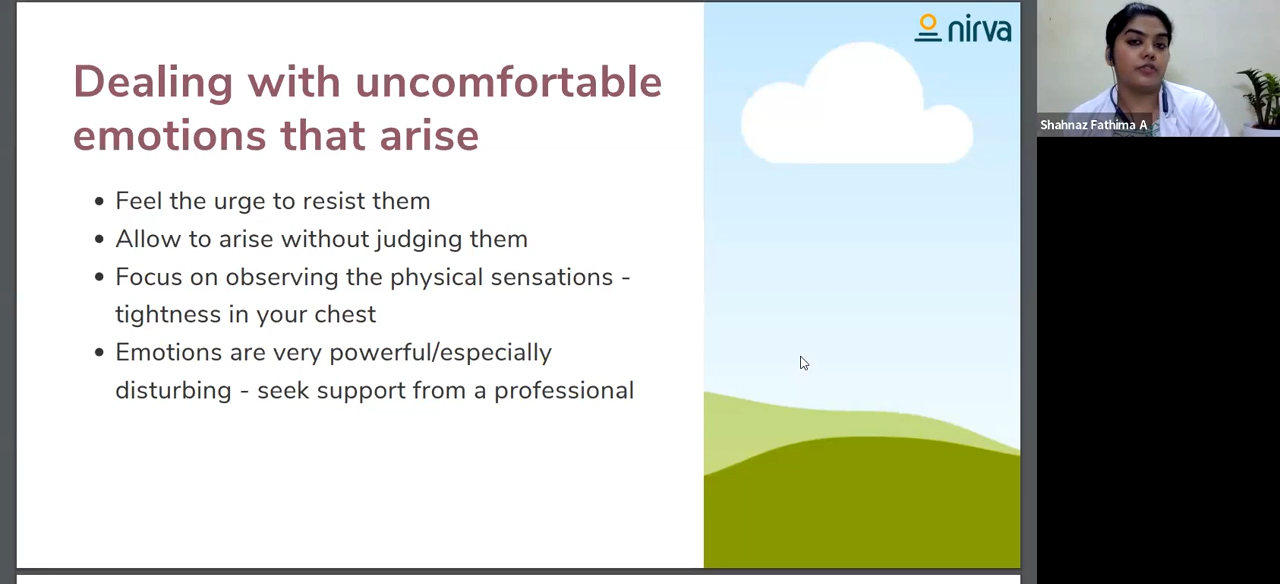 nirva
Dealing with uncomfortable
emotions that arise
• Feel the urge to resist them
• Allow to arise without judging them
• Focus on observing the physical sensations -
tightness in your chest
• Emotions are very powerful/especially
disturbing - seek support from a professional
Shahnaz Fathima A